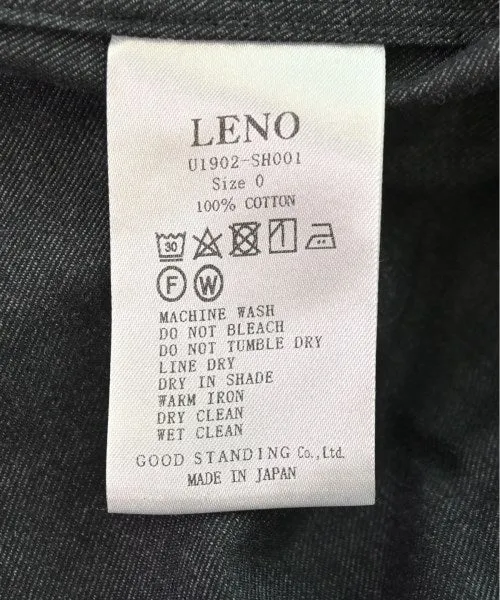 LENO
U1902-SH001
Size 0
100% COTTON
30
F W
MACHINE WASH
DO NOT BLEACH
DO NOT TUMBLE DRY
LINE DRY
DRY IN SHADE
WARM IRON
DRY CLEAN
WET CLEAN
GOOD STANDING Co.,Ltd.
MADE IN JAPAN